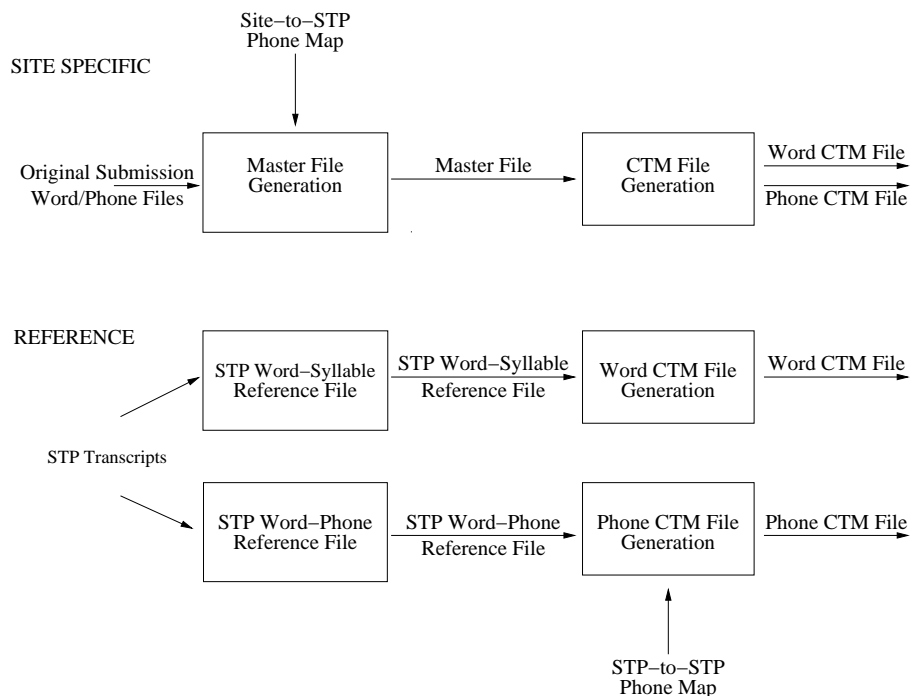 Site−to−STP
Phone Map
SITE SPECIFIC
Original Submission
Word/Phone Files
Master File
Generation
Master File
CTM File
Generation
Word CTM File
Phone CTM File
REFERENCE
STP Word−Syllable
Reference File
STP Word−Syllable
Reference File
Word CTM File
Generation
Word CTM File
STP Transcripts
STP Word−Phone
Reference File
STP Word−Phone
Reference File
Phone CTM File
Generation
Phone CTM File
STP−to−STP
Phone Map